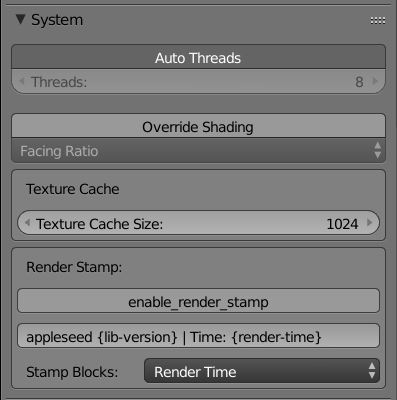 System
Auto Threads
Threads: 8
Override Shading
Facing Ratio
Texture Cache
Texture Cache Size: 1024
Render Stamp:
enable_render_stamp
appleseed {lib-version} | Time: {render-time}
Stamp Blocks: Render Time